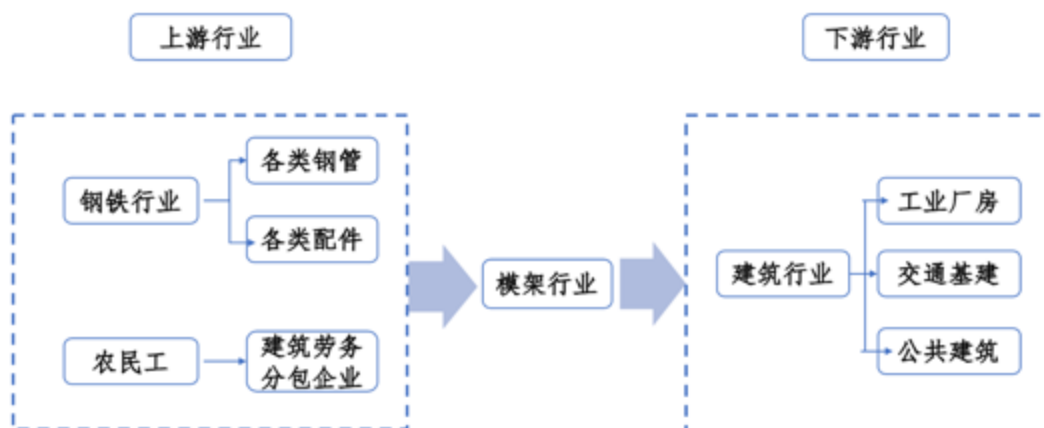 上游行业
下游行业
钢铁行业
各类钢管
各类配件
农民工
建筑劳务
分包企业
模架行业
建筑行业
工业厂房
交通基建
公共建筑